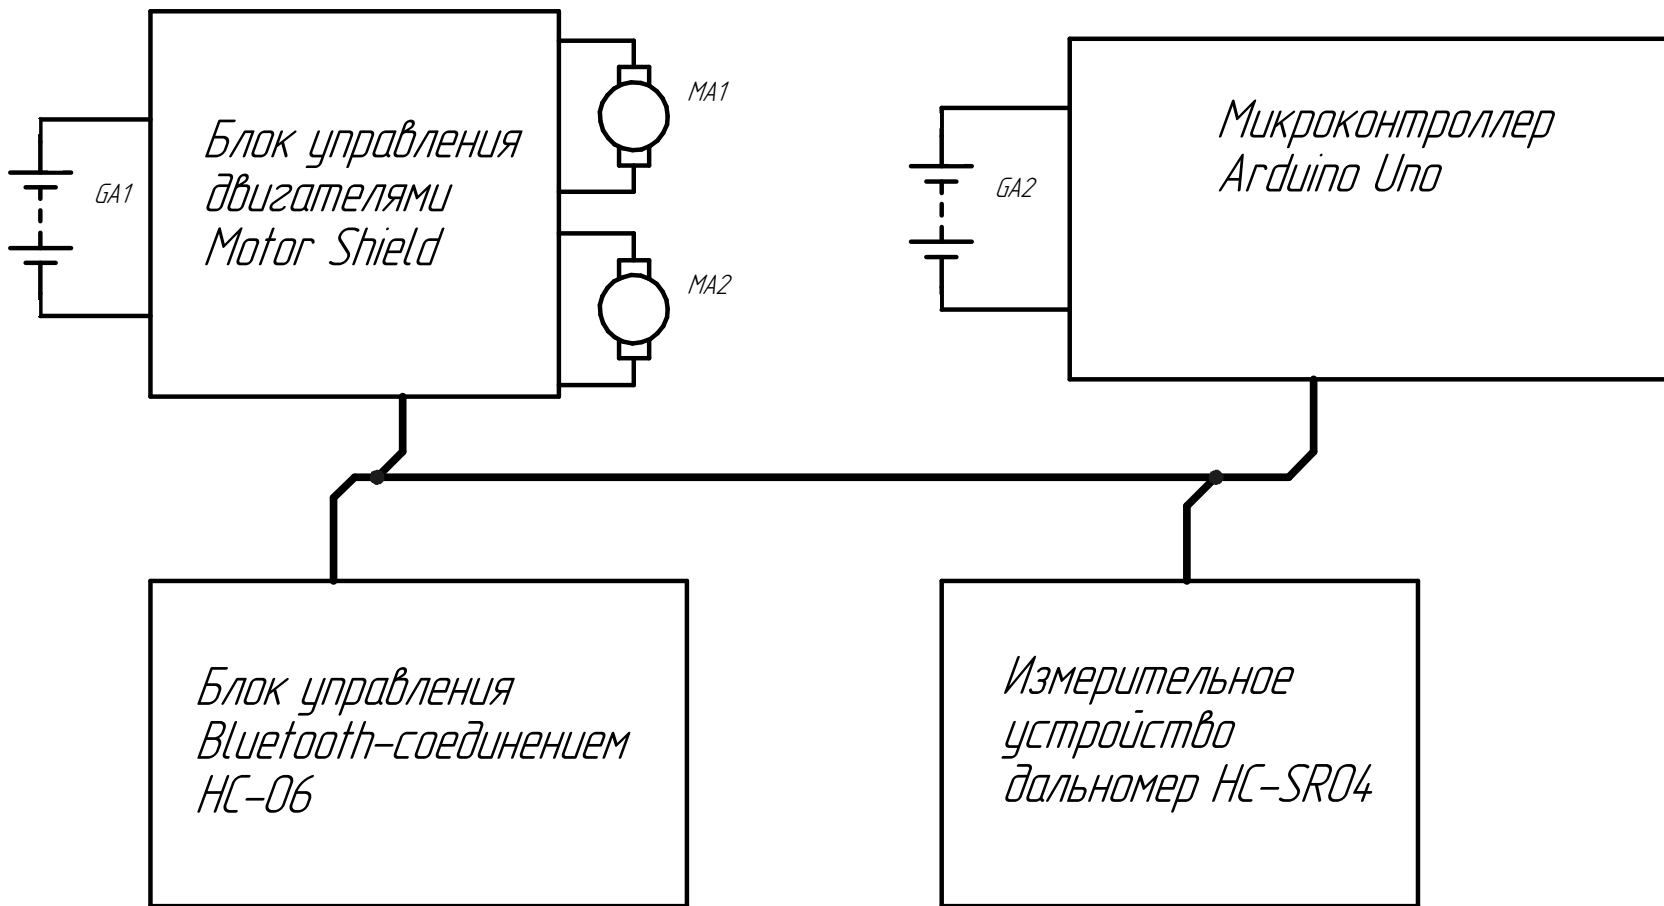 Блок управления
двигателями
Motor Shield
GA1
MA1
MA2
GA2
Микроконтроллер
Arduino Uno
Блок управления
Bluetooth-соединением
HC-06
Измерительное
устройство
дальномер HC-SR04